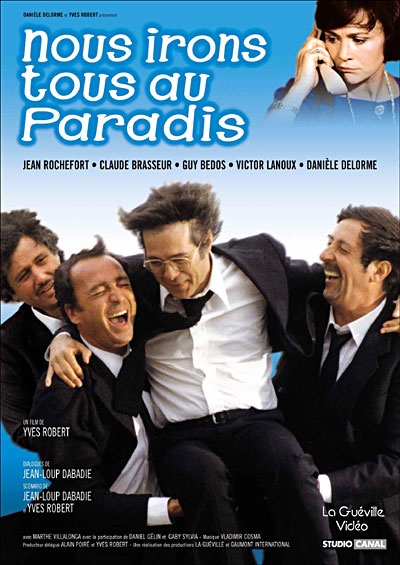 DANIÈLE DELORME et YVES ROBERT présentent
Nous irons
tous au
Paradis
JEAN ROCHEFORT • CLAUDE BRASSEUR • GUY BEDOS • VICTOR LANOUX • DANIÈLE DELORME
UN FILM DE
YVES ROBERT
DIALOGUES DE
JEAN-LOUP DABADIE
SCÉNARIO DE
JEAN-LOUP DABADIE
et YVES ROBERT
La Guéville
Vidéo
STUDIO CANAL
avec MARTHE VILLALONGA avec la participation de DANIEL GÉLIN et GABY SYLVIA - Musique VLADIMIR COSMA
Producteur délégué ALAIN POIRÉ et YVES ROBERT - Une réalisation des productions LA GUÉVILLE et GAUMONT INTERNATIONAL